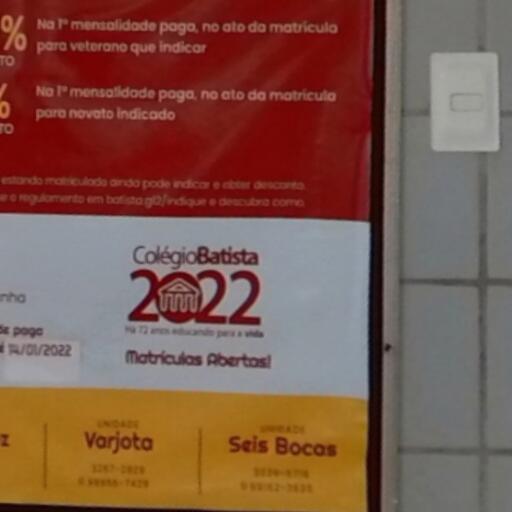 %
Na 1ª mensalidade paga, no ato da matrícula
para veterano que indicar
TO
%
Na 1ª mensalidade paga, no ato da matrícula
para novato indicado
TO
estando matriculado ainda pode indicar e obter desconto.
e o regulamento em batista.g12/indique e descubra como.
ColégioBatista
2022
Há 72 anos educando para a vida
nha
de paga
é 14/01/2022
Matrículas Abertas!
z
UNIDADE
Varjota
UNIDADE
Seis Bocas